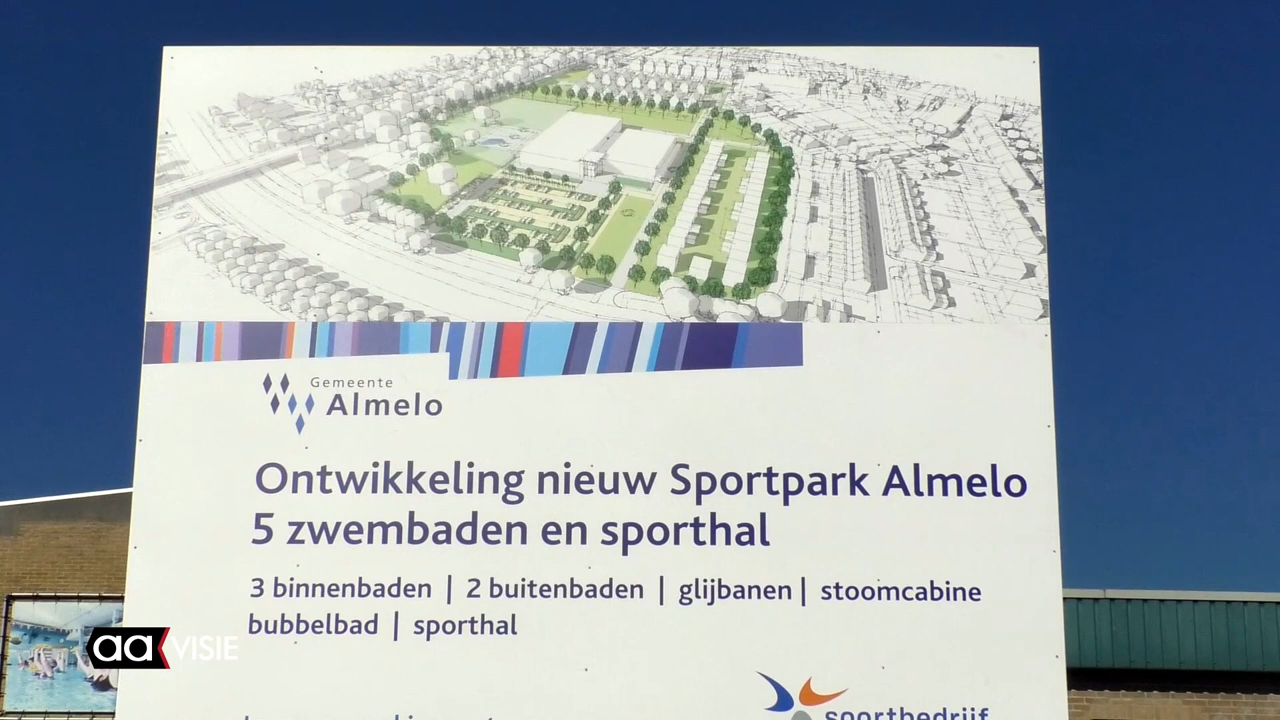 Gemeente
Almelo
Ontwikkeling nieuw Sportpark Almelo
5 zwembaden en sporthal
3 binnenbaden | 2 buitenbaden | glijbanen | stoomcabine
bubbelbad | sporthal
aa VISIE
sportbedrijf